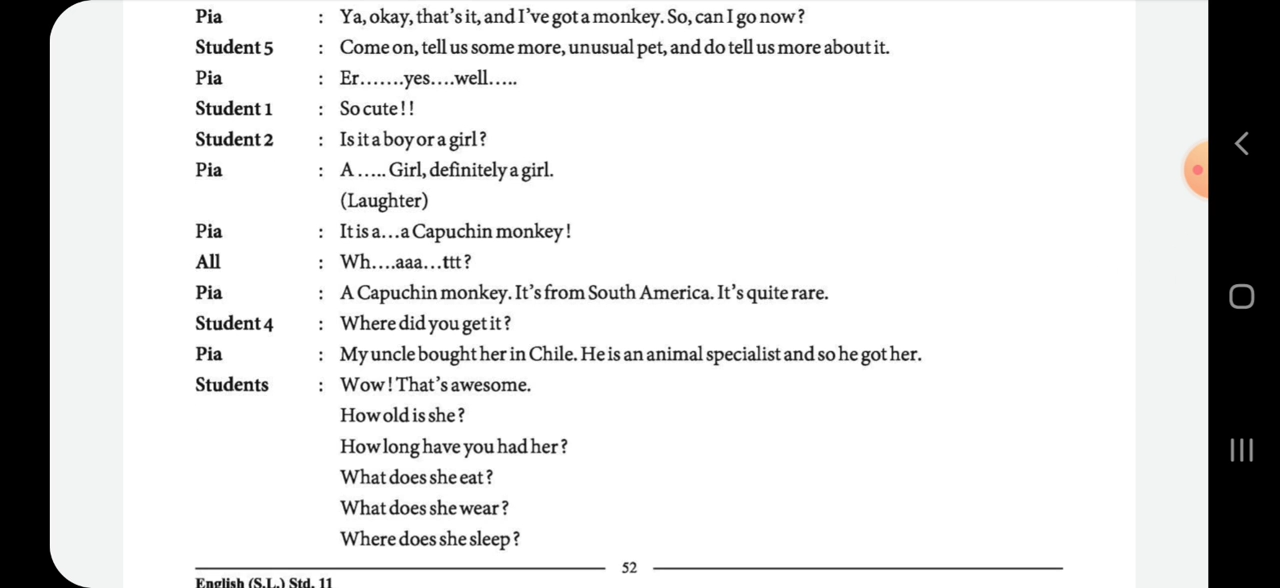 Pia : Ya, okay, that's it, and I've got a monkey. So, can I go now?
Student 5 : Come on, tell us some more, unusual pet, and do tell us more about it.
Pia : Er.......yes....well.....
Student 1 : So cute!!
Student 2 : Is it a boy or a girl?
Pia : A ..... Girl, definitely a girl.
(Laughter)
Pia : It is a...a Capuchin monkey!
All : Wh....aaa...ttt?
Pia : A Capuchin monkey. It's from South America. It's quite rare.
Student 4 : Where did you get it?
Pia : My uncle bought her in Chile. He is an animal specialist and so he got her.
Students : Wow! That's awesome.
How old is she?
How long have you had her?
What does she eat?
What does she wear?
Where does she sleep?
52
English (S.L.) Std. 11